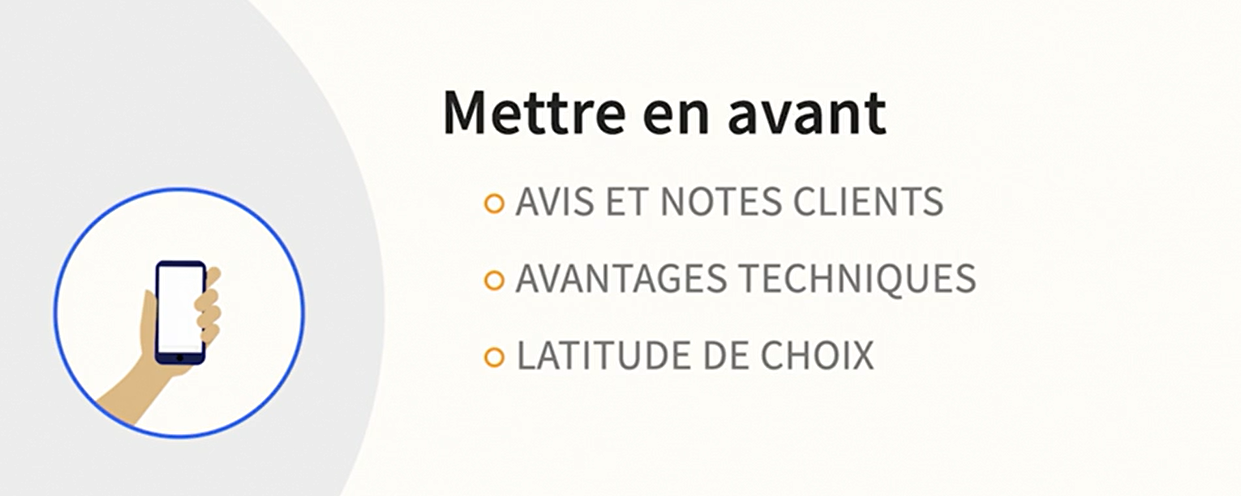 Mettre en avant
AVIS ET NOTES CLIENTS
AVANTAGES TECHNIQUES
LATITUDE DE CHOIX